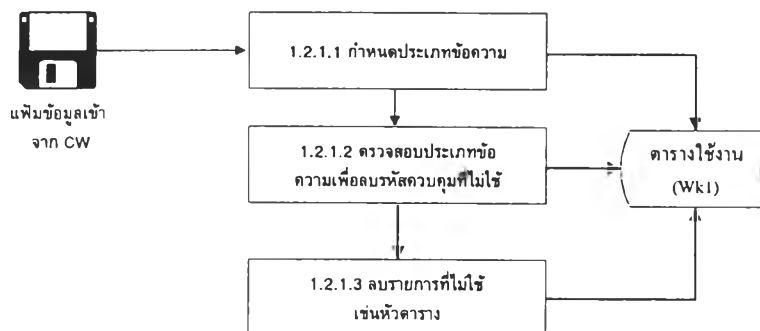 1.2.1.1 กำหนดประเภทข้อความ
แฟ้มข้อมูลเข้า
จาก CW
1.2.1.2 ตรวจสอบประเภทข้อ
ความเพื่อลบรหัสควบคุมที่ไม่ใช้
ตารางใช้งาน
(Wk1)
1.2.1.3 ลบรายการที่ไม่ใช้
เช่นหัวตาราง